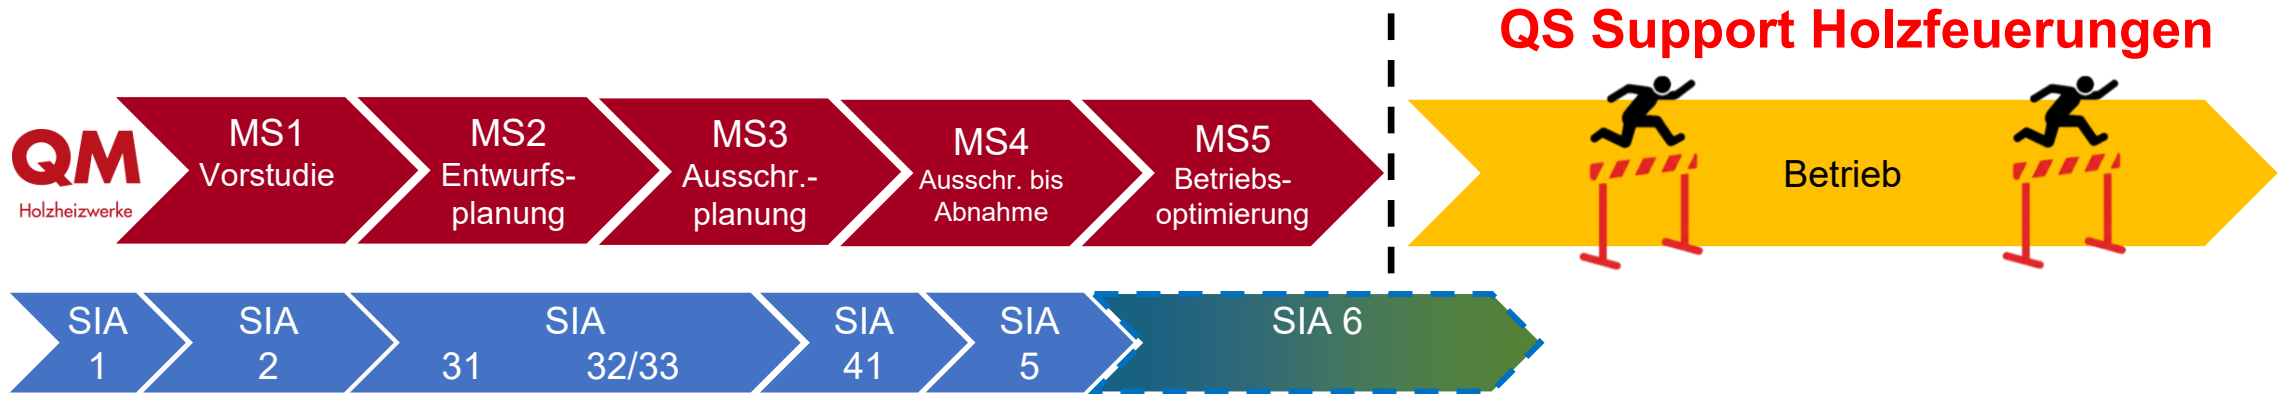 QS Support Holzfeuerungen
QM
Holzheizwerke
MS1
Vorstudie
MS2
Entwurfs-
planung
MS3
Ausschr.-
planung
MS4
Ausschr. bis
Abnahme
MS5
Betriebs-
optimierung
Betrieb
SIA
1
SIA
2
SIA
31 32/33
SIA
41
SIA
5
SIA 6